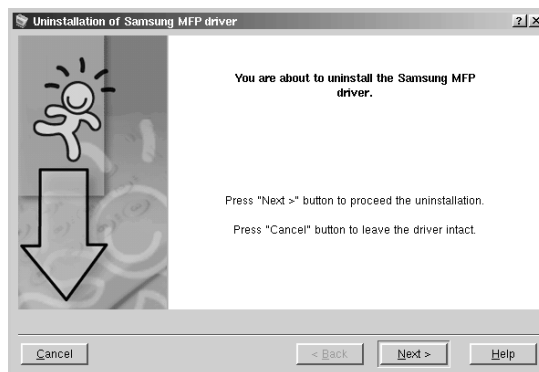 Uninstallation of Samsung MFP driver
You are about to uninstall the Samsung MFP
driver.
Press "Next >" button to proceed the uninstallation.
Press "Cancel" button to leave the driver intact.
Cancel
< Back
Next >
Help